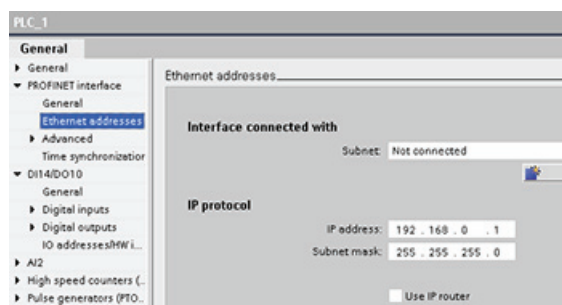 PLC_1
General
General
PROFINET interface
General
Ethernet addresses
Advanced
Time synchronization
DI14/DO10
General
Digital inputs
Digital outputs
IO addresses/HW i...
AI2
High speed counters (..
Pulse generators (PTO..
Ethernet addresses
Interface connected with
Subnet: Not connected
IP protocol
IP address: 192 . 168 . 0 . 1
Subnet mask: 255 . 255 . 255 . 0
Use IP router